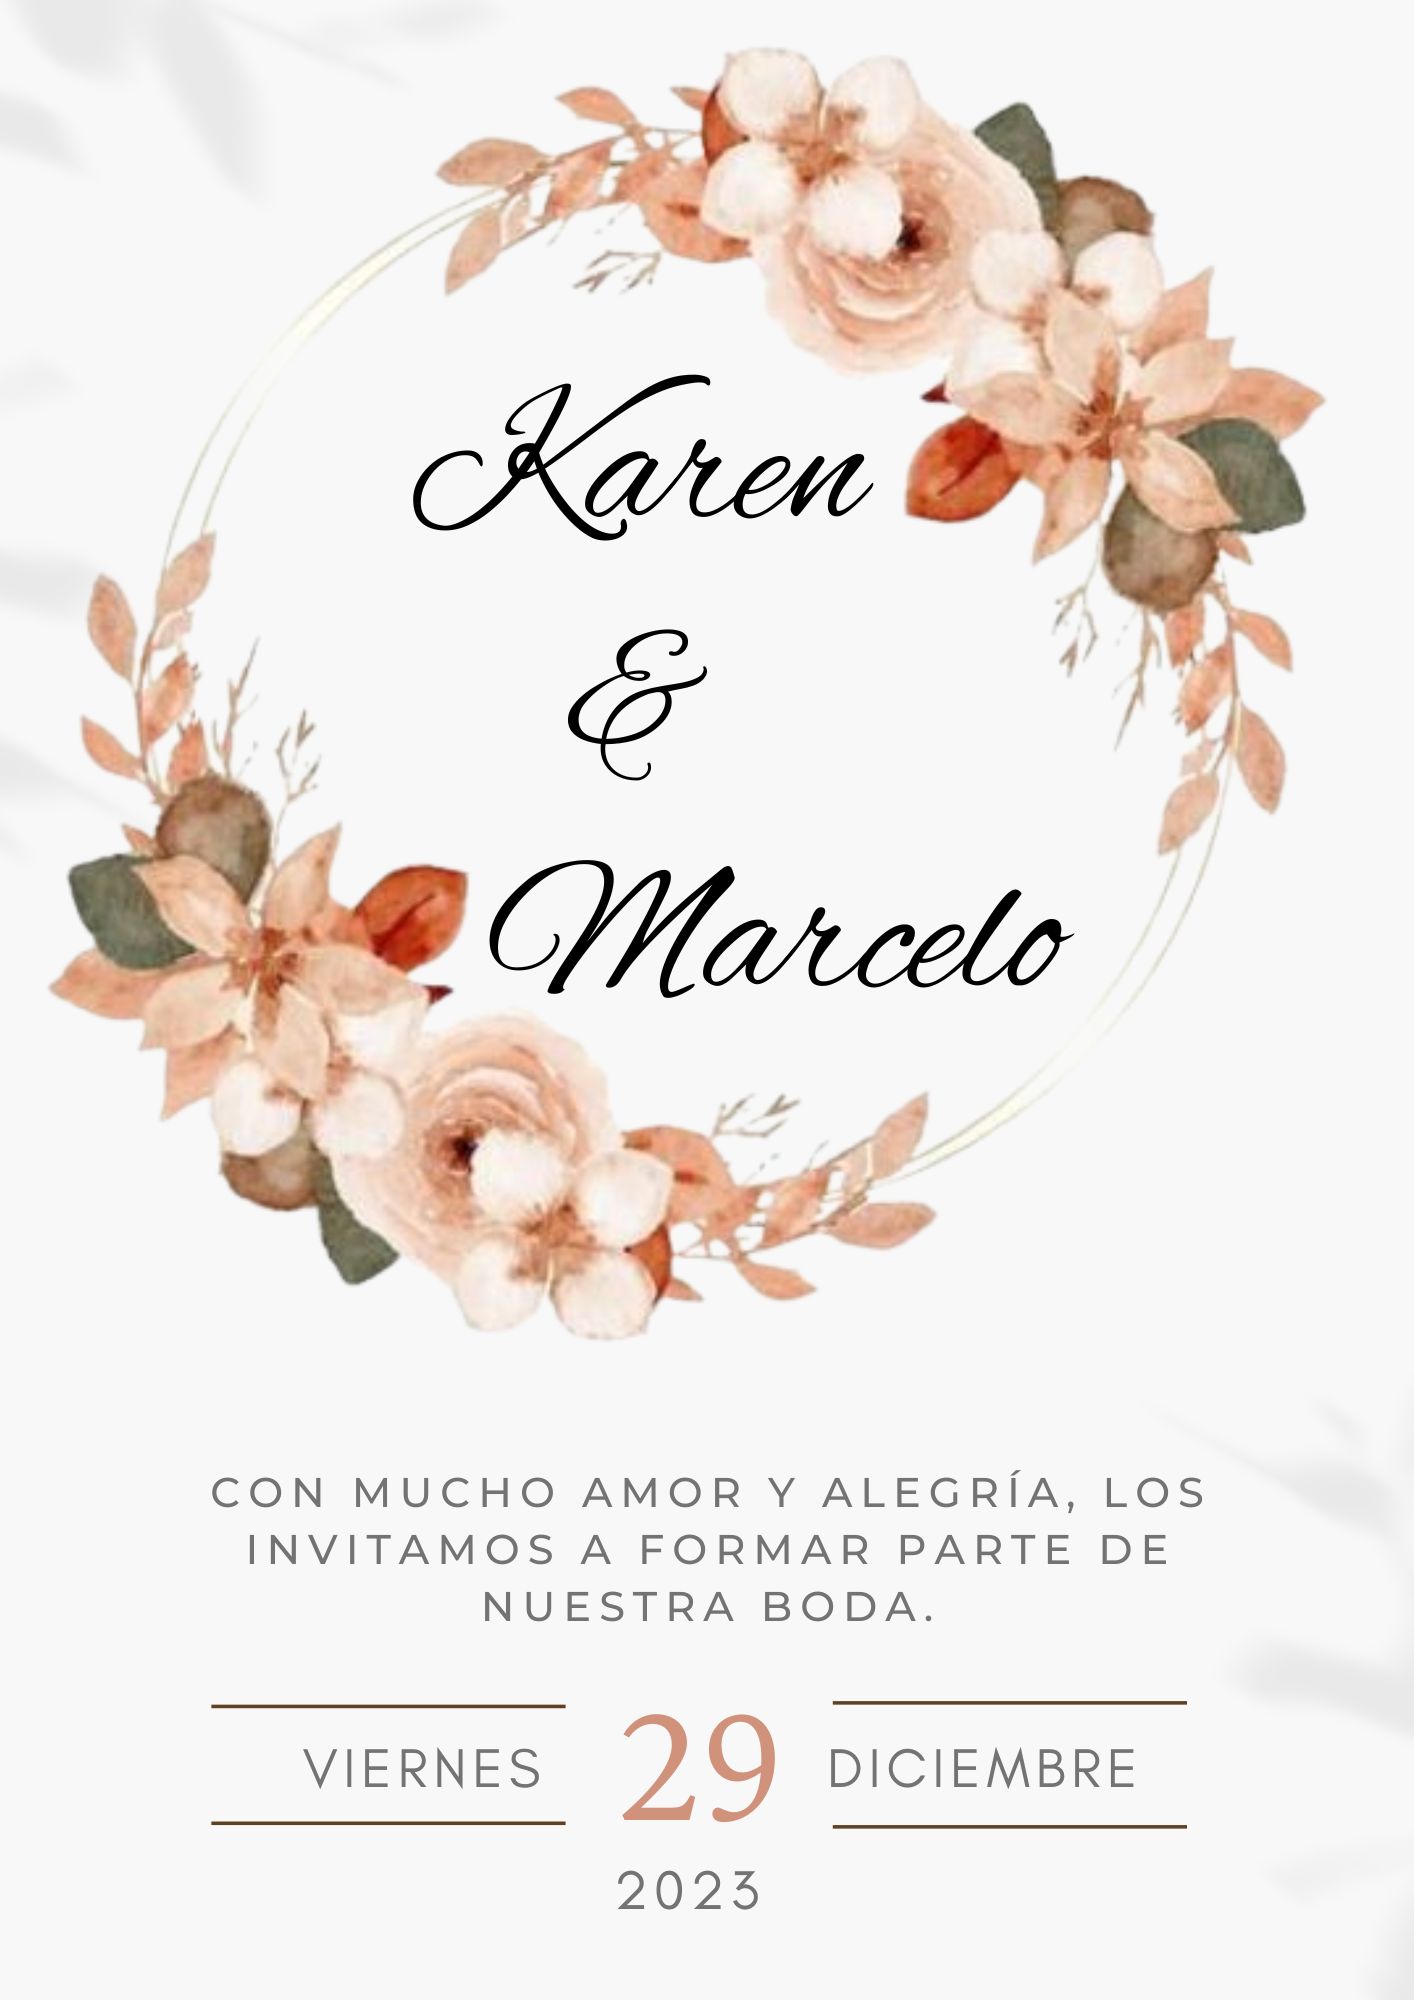 Karen
&
Marcelo
CON MUCHO AMOR Y ALEGRÍA, LOS
INVITAMOS A FORMAR PARTE DE
NUESTRA BODA.
VIERNES 29 DICIEMBRE
2023